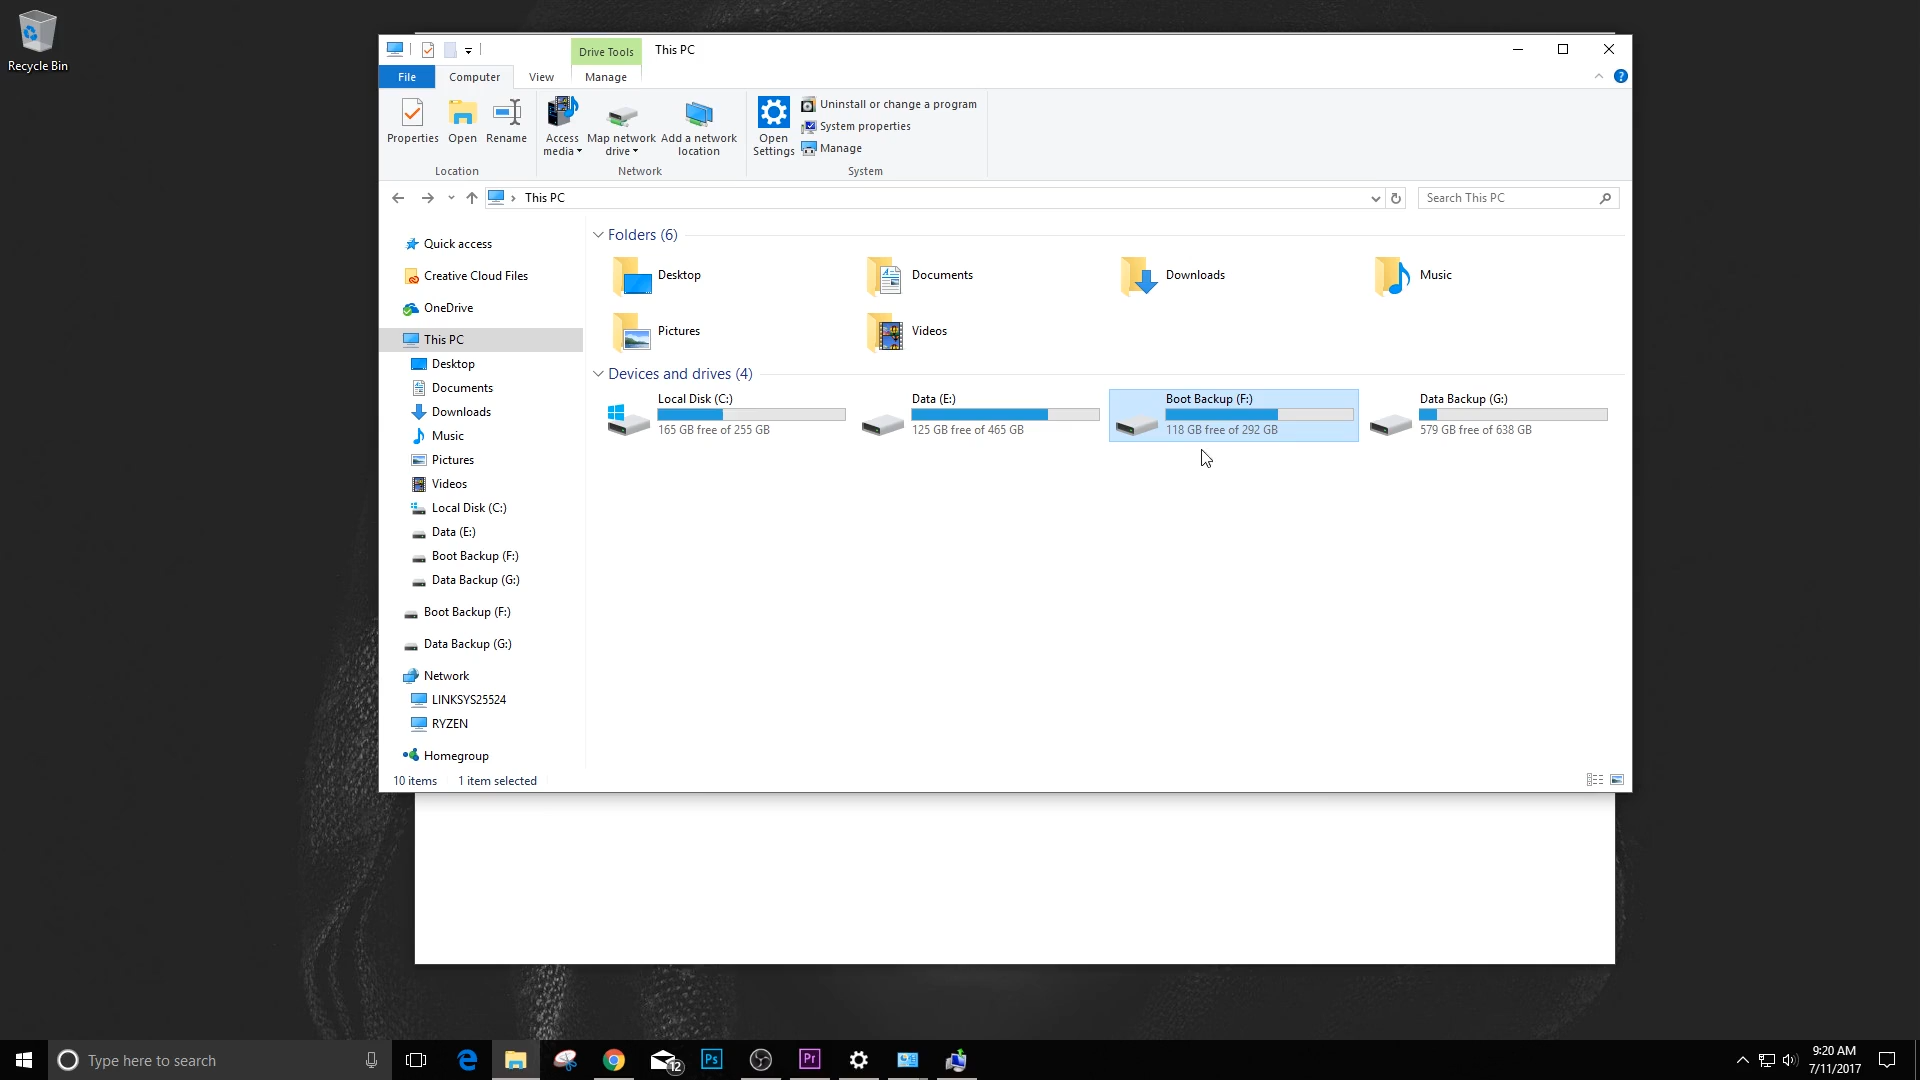 Recycle Bin
Drive Tools
This PC
File
Computer
View
Manage
Properties
Open
Rename
Access media
Map network drive
Add a network location
Open Settings
Uninstall or change a program
System properties
Manage
Location
Network
System
This PC
Search This PC
Quick access
Creative Cloud Files
OneDrive
This PC
Desktop
Documents
Downloads
Music
Pictures
Videos
Local Disk (C:)
Data (E:)
Boot Backup (F:)
Data Backup (G:)
Boot Backup (F:)
Data Backup (G:)
Network
LINKSYS25524
RYZEN
Homegroup
Folders (6)
Desktop
Documents
Downloads
Music
Pictures
Videos
Devices and drives (4)
Local Disk (C:)
165 GB free of 255 GB
Data (E:)
125 GB free of 465 GB
Boot Backup (F:)
118 GB free of 292 GB
Data Backup (G:)
579 GB free of 638 GB
10 items
1 item selected
Type here to search
12
Ps
Pr
9:20 AM
7/11/2017